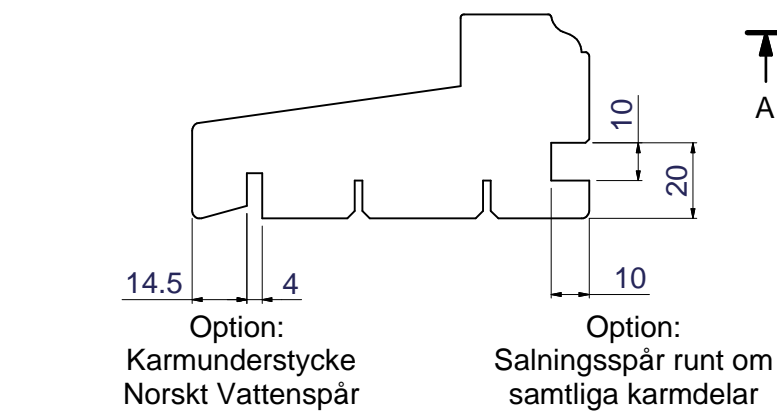 A
10
20
14.5
4
10
Option:
Karmunderstycke
Norskt Vattenspår
Option:
Salningsspår runt om
samtliga karmdelar